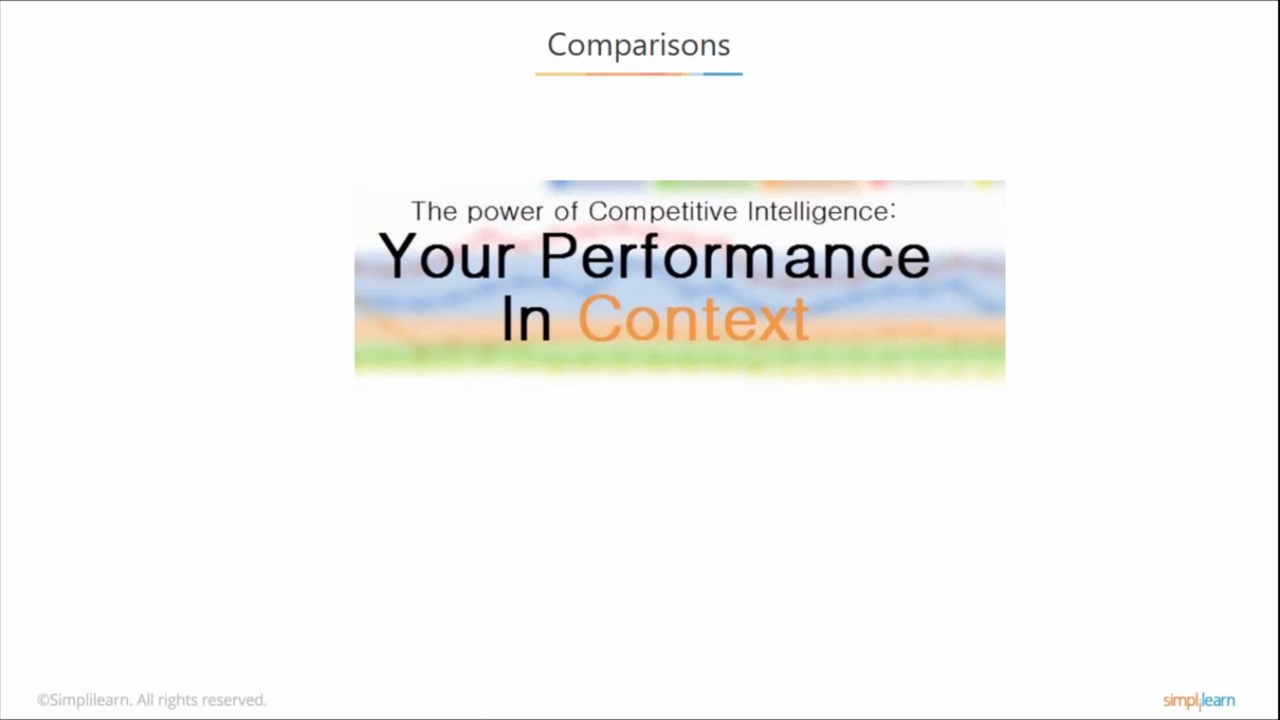 Comparisons
The power of Competitive Intelligence:
Your Performance
In Context
©Simplilearn. All rights reserved.
simplilearn